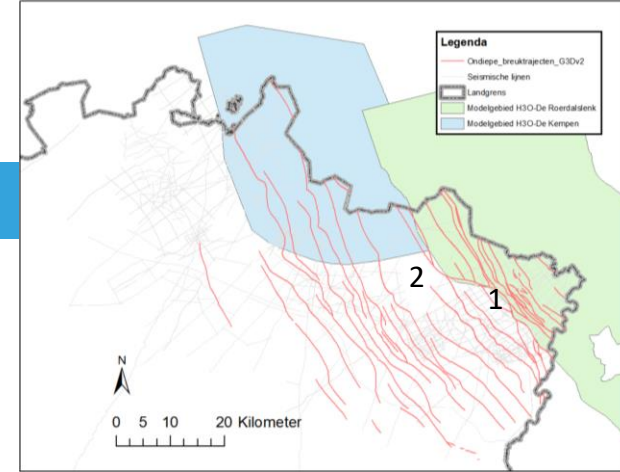 Legenda
Ondiepe_breuktrajecten_G3Dv2
Seismische lijnen
Landgrens
Modelgebied H3O-De Roerdalslenk
Modelgebied H3O-De Kempen
2
1
N
0 5 10 20 Kilometer